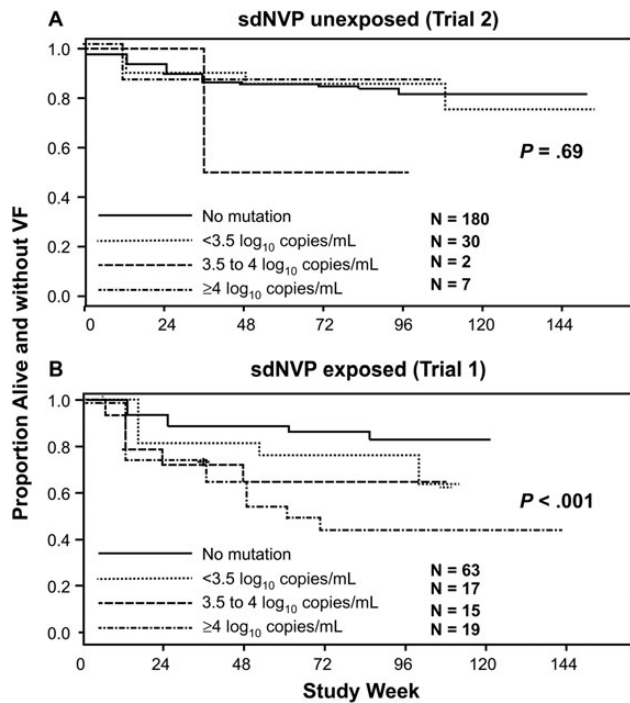 A sdNVP unexposed (Trial 2)
1.0
0.8
0.6
0.4
0.2
0.0
P = .69
No mutation N = 180
<3.5 log10 copies/mL N = 30
3.5 to 4 log10 copies/mL N = 2
≥4 log10 copies/mL N = 7
0 24 48 72 96 120 144
B sdNVP exposed (Trial 1)
1.0
0.8
0.6
0.4
0.2
0.0
P < .001
No mutation N = 63
<3.5 log10 copies/mL N = 17
3.5 to 4 log10 copies/mL N = 15
≥4 log10 copies/mL N = 19
0 24 48 72 96 120 144
Study Week
Proportion Alive and without VF